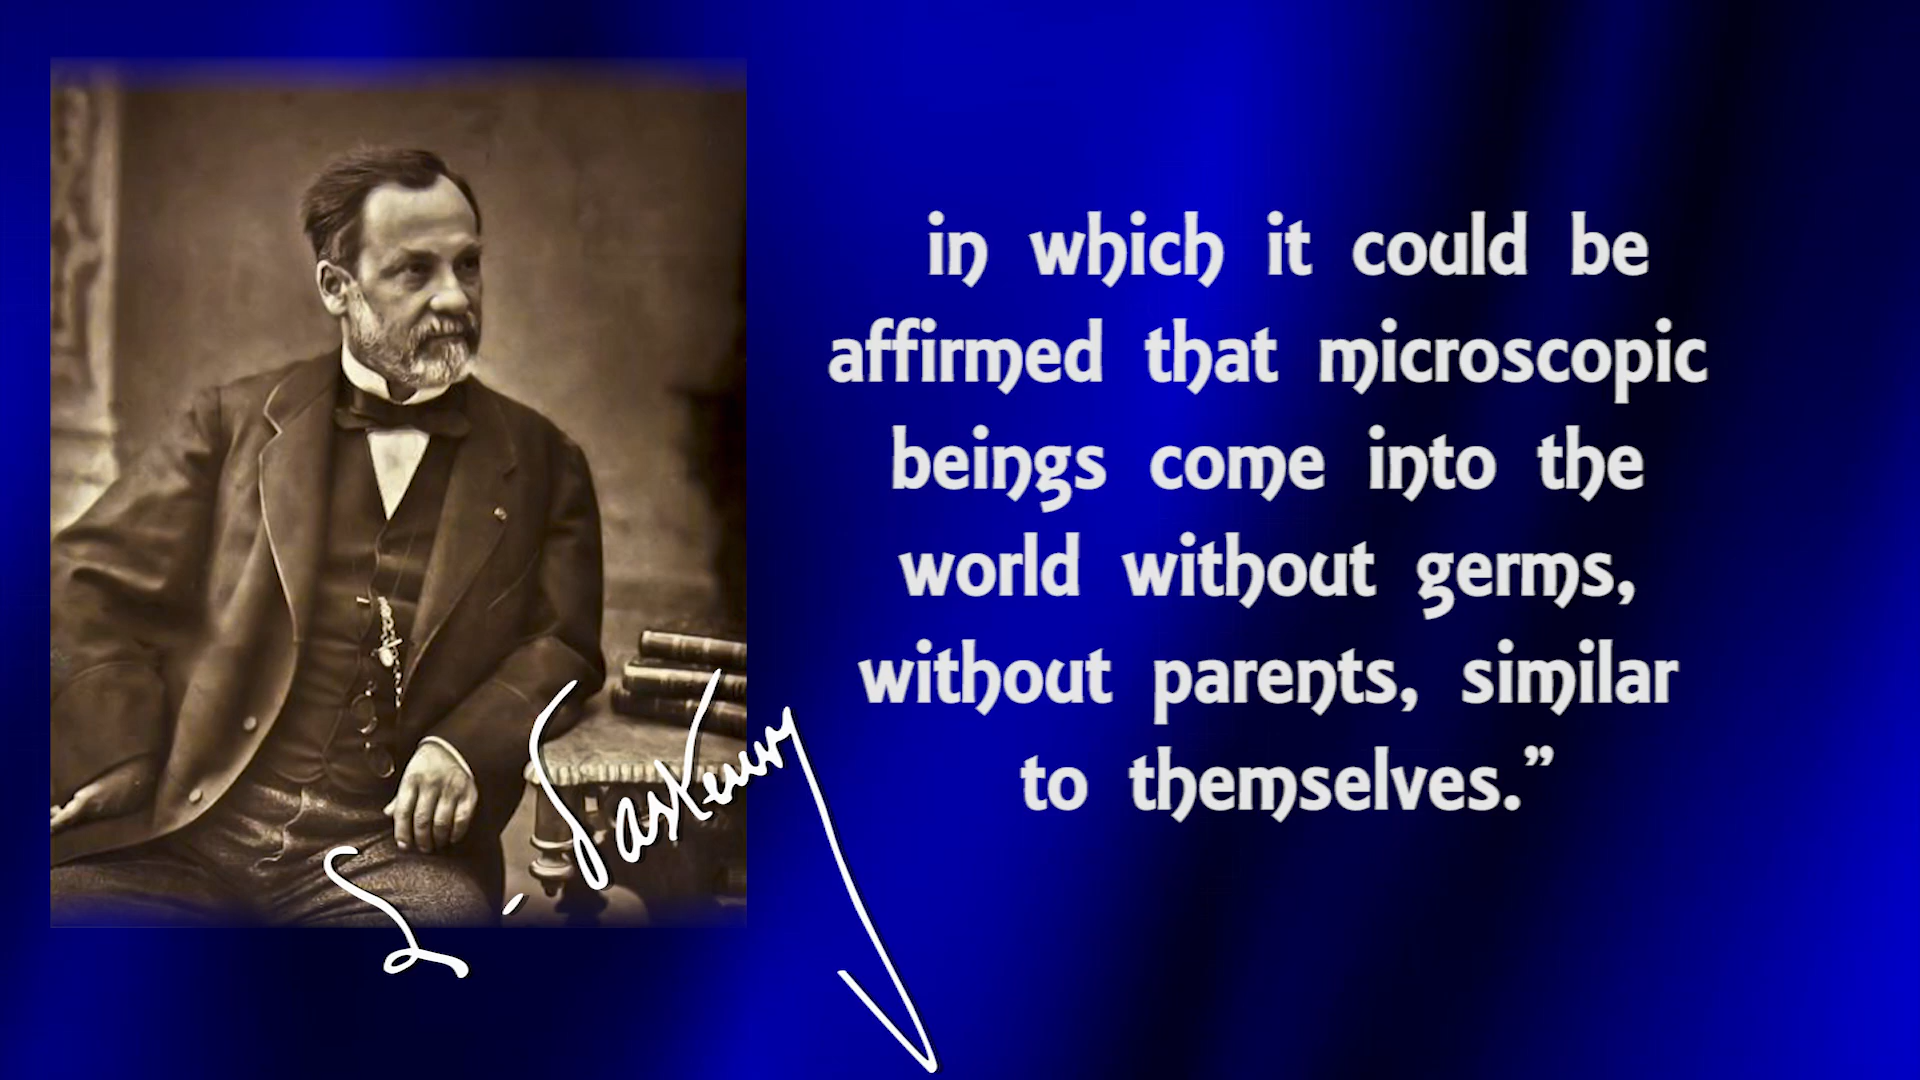 in which it could be
affirmed that microscopic
beings come into the
world without germs,
without parents, similar
to themselves.”
L. Pasteur